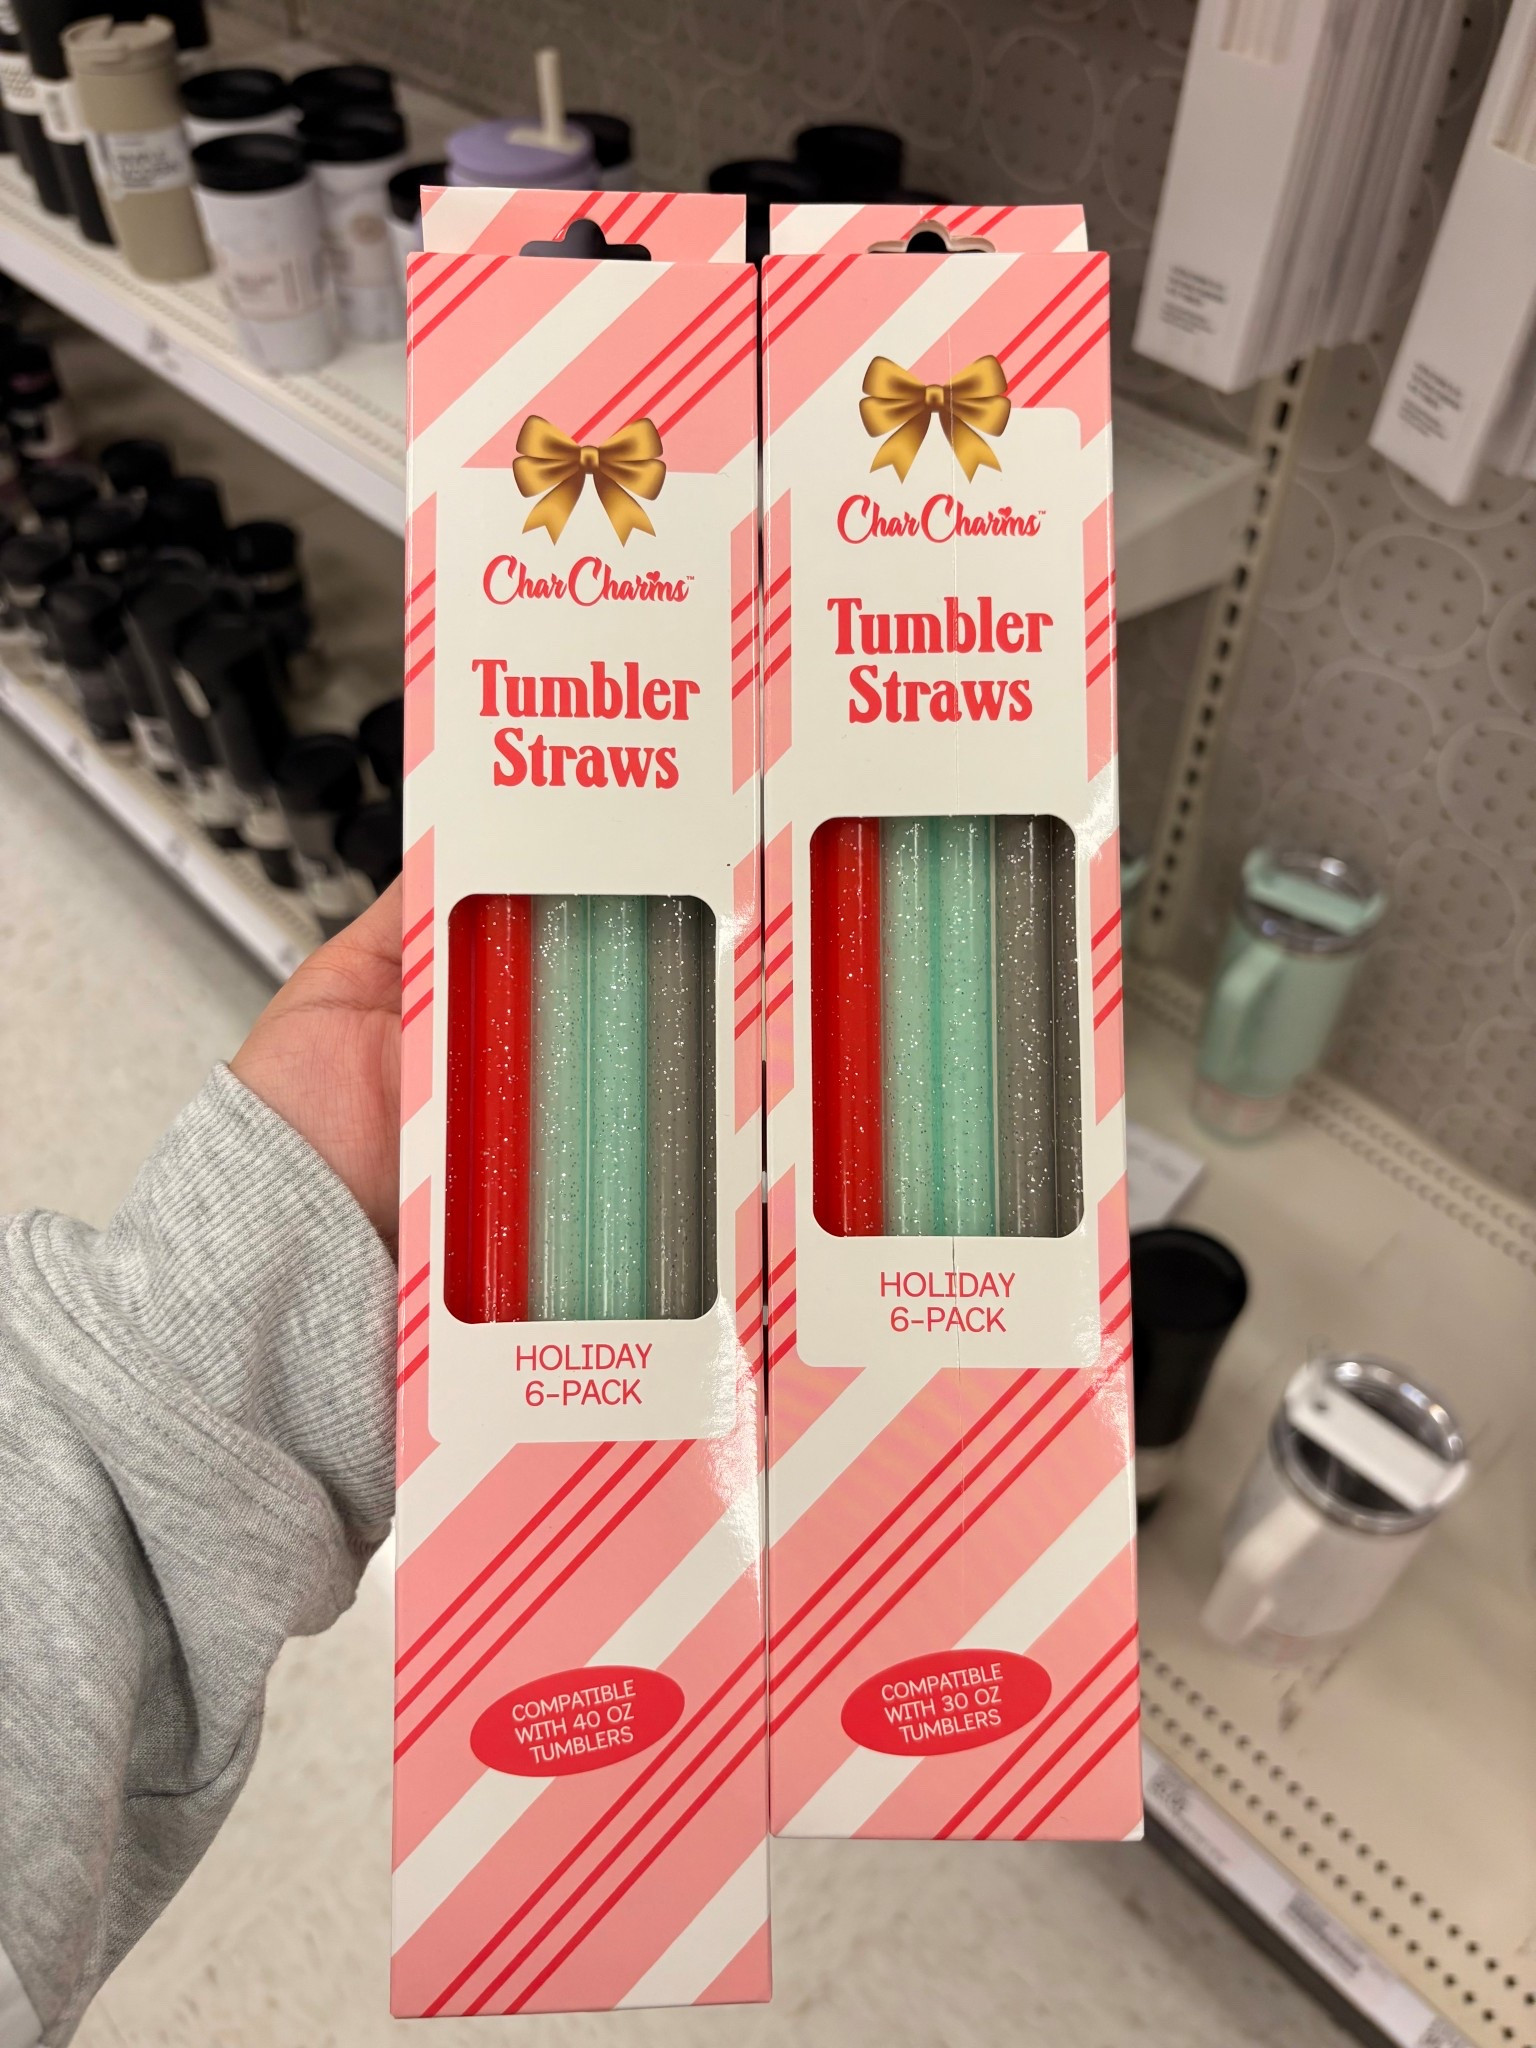 CharCharms™
Tumbler
Straws
HOLIDAY
6-PACK
COMPATIBLE
WITH 40 OZ
TUMBLERS
CharCharms™
Tumbler
Straws
HOLIDAY
6-PACK
COMPATIBLE
WITH 30 OZ
TUMBLERS